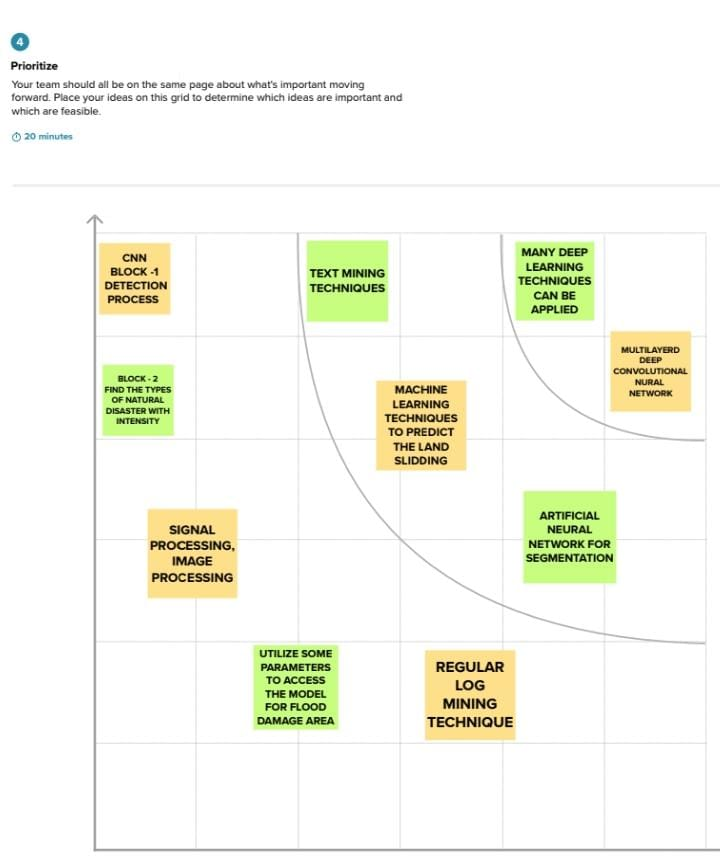 4
Prioritize
Your team should all be on the same page about what's important moving
forward. Place your ideas on this grid to determine which ideas are important and
which are feasible.
20 minutes
CNN
BLOCK -1
DETECTION
PROCESS
TEXT MINING
TECHNIQUES
MANY DEEP
LEARNING
TECHNIQUES
CAN BE
APPLIED
MULTILAYERD
DEEP
CONVOLUTIONAL
NURAL
NETWORK
BLOCK - 2
FIND THE TYPES
OF NATURAL
DISASTER WITH
INTENSITY
MACHINE
LEARNING
TECHNIQUES
TO PREDICT
THE LAND
SLIDDING
SIGNAL
PROCESSING,
IMAGE
PROCESSING
ARTIFICIAL
NEURAL
NETWORK FOR
SEGMENTATION
UTILIZE SOME
PARAMETERS
TO ACCESS
THE MODEL
FOR FLOOD
DAMAGE AREA
REGULAR
LOG
MINING
TECHNIQUE